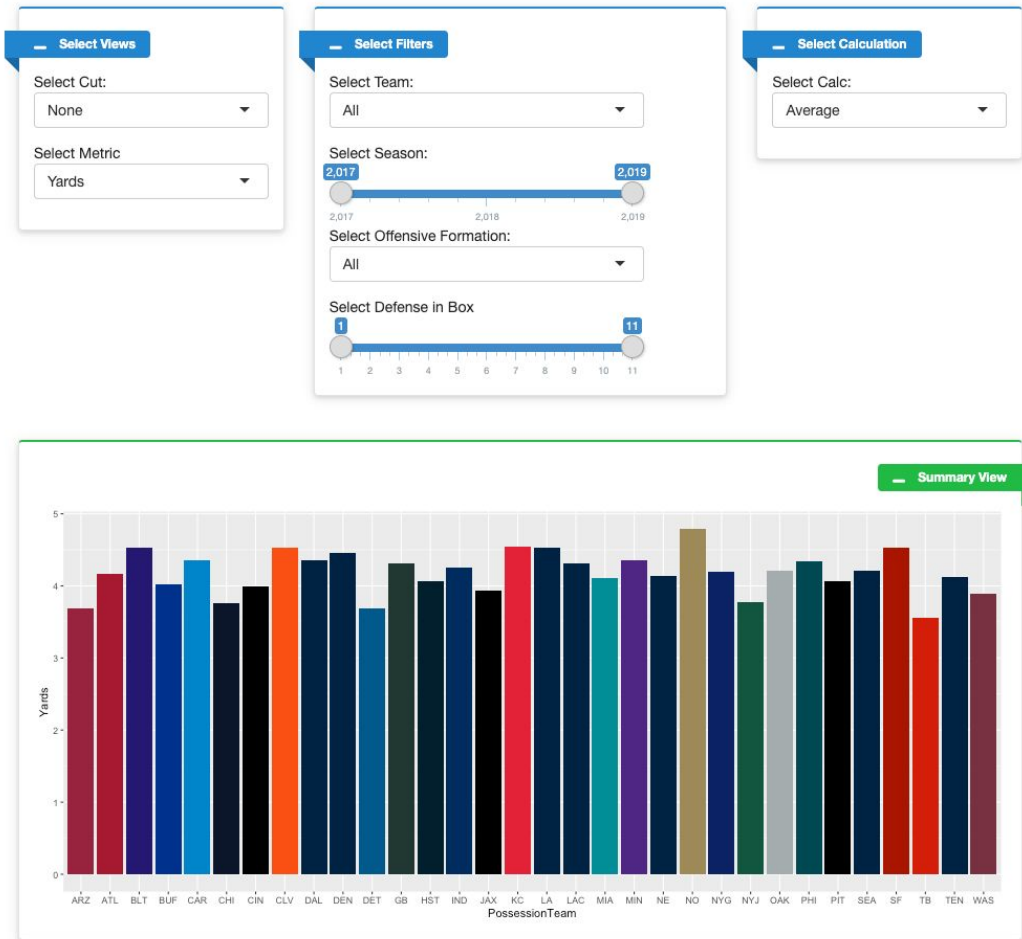 Select Views
Select Cut:
None
Select Metric
Yards
Select Filters
Select Team:
All
Select Season:
2,017 2,019
2,017 2,018 2,019
Select Offensive Formation:
All
Select Defense in Box
1 11
1 2 3 4 5 6 7 8 9 10 11
Select Calculation
Select Calc:
Average
Summary View
Yards
5
4
3
2
1
0
ARZ ATL BLT BUF CAR CHI CIN CLV DAL DEN DET GB HST IND JAX KC LA LAC MIA MIN NE NO NYG NYJ OAK PHI PIT SEA SF TB TEN WAS
PossessionTeam